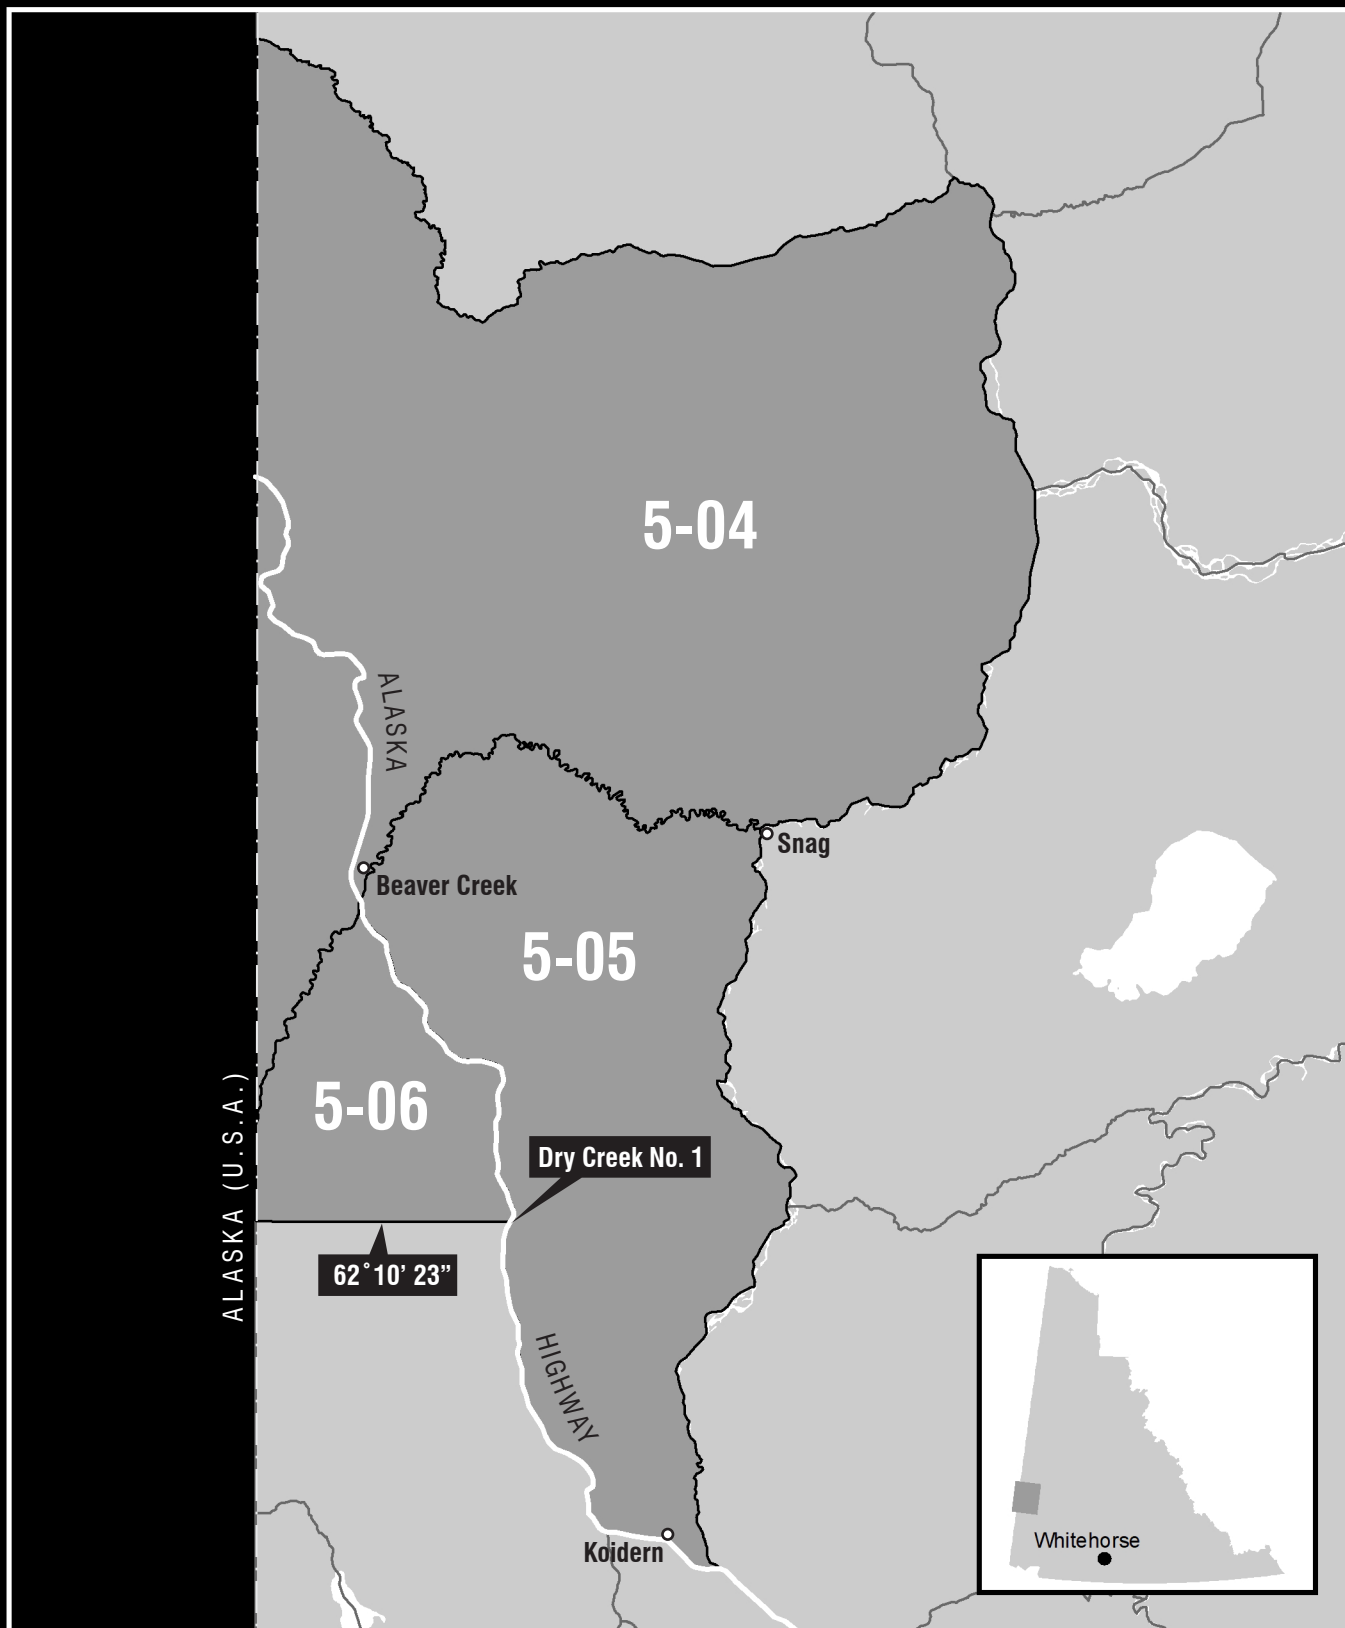 5-04
ALASKA
Snag
Beaver Creek
5-05
5-06
ALASKA (U.S.A.)
Dry Creek No. 1
62˚10’ 23”
HIGHWAY
Koidern
Whitehorse